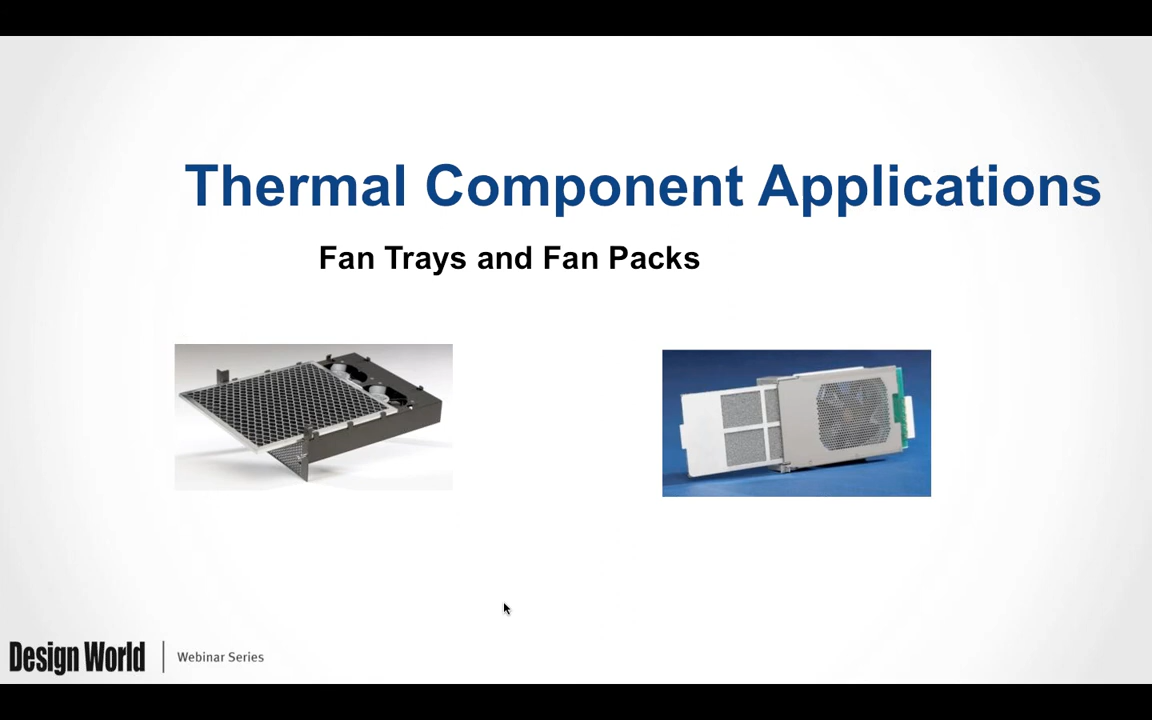 Thermal Component Applications
Fan Trays and Fan Packs
Design World
Webinar Series